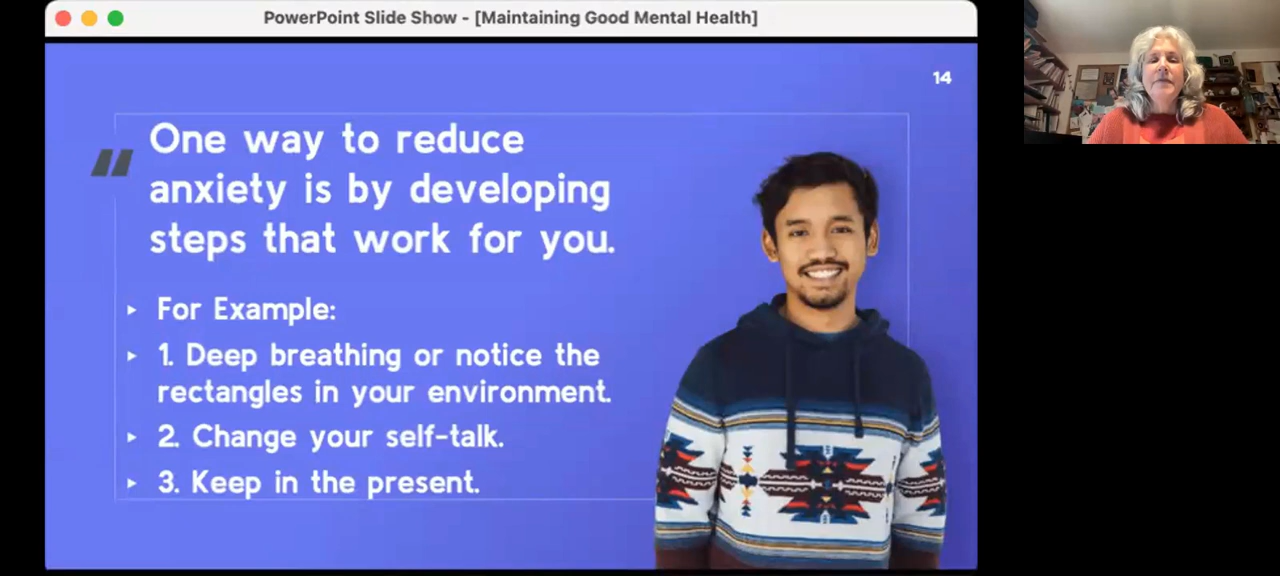 PowerPoint Slide Show - [Maintaining Good Mental Health]
14
“
One way to reduce
anxiety is by developing
steps that work for you.
‣ For Example:
‣ 1. Deep breathing or notice the
rectangles in your environment.
‣ 2. Change your self-talk.
‣ 3. Keep in the present.